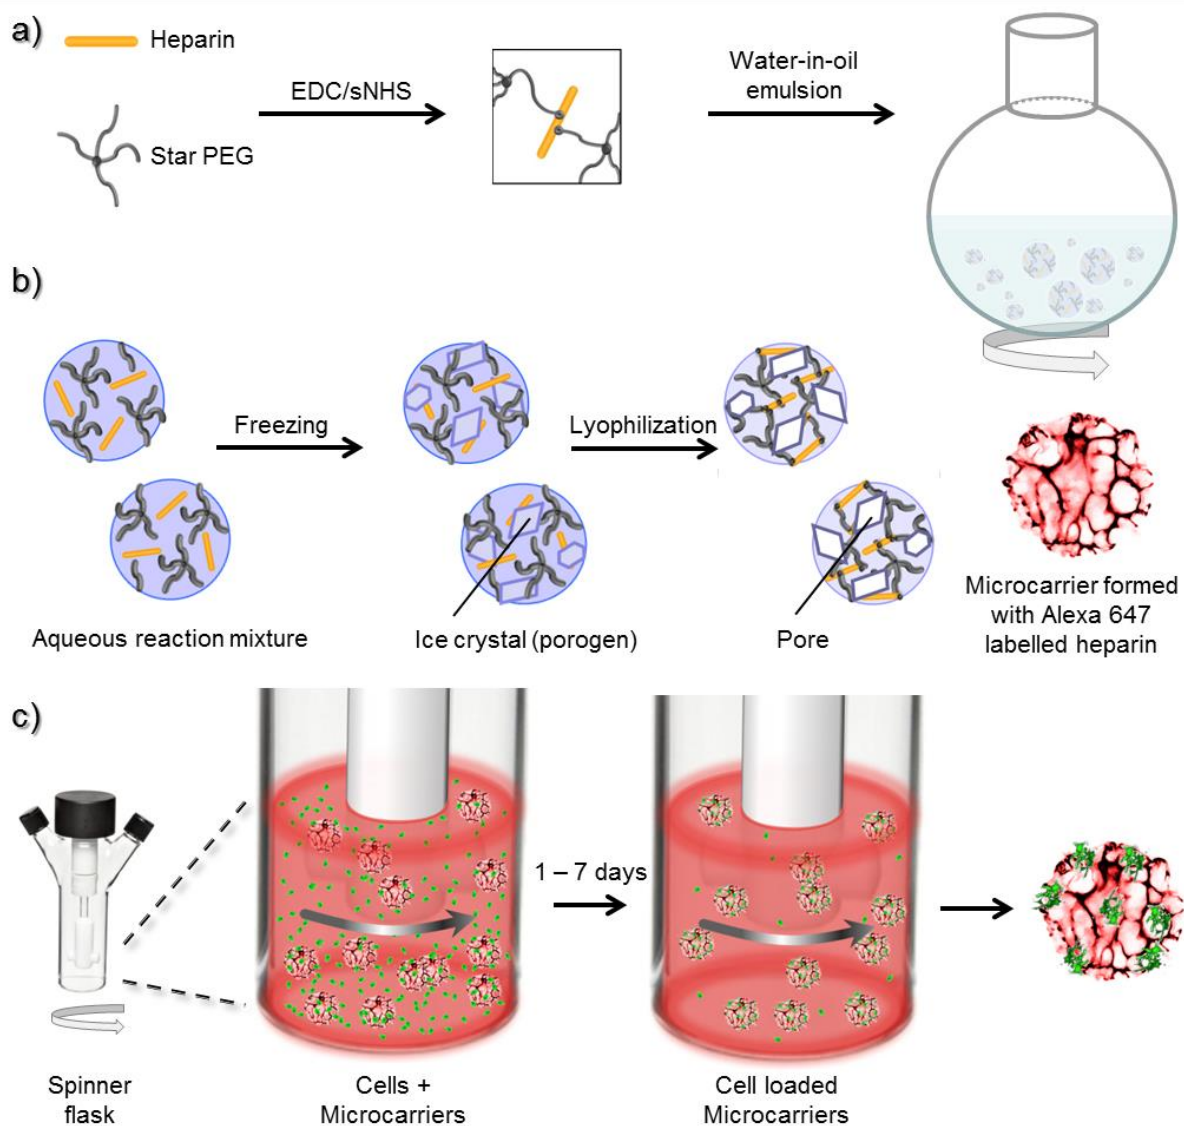 a)
Heparin
Star PEG
EDC/sNHS
Water-in-oil
emulsion
b)
Freezing
Lyophilization
Aqueous reaction mixture
Ice crystal (porogen)
Pore
Microcarrier formed
with Alexa 647
labelled heparin
c)
1 – 7 days
Spinner
flask
Cells +
Microcarriers
Cell loaded
Microcarriers